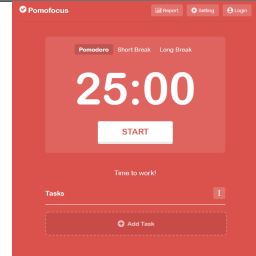 Pomofocus
Report
Setting
Login
Pomodoro
Short Break
Long Break
25:00
START
Time to work!
Tasks
Add Task